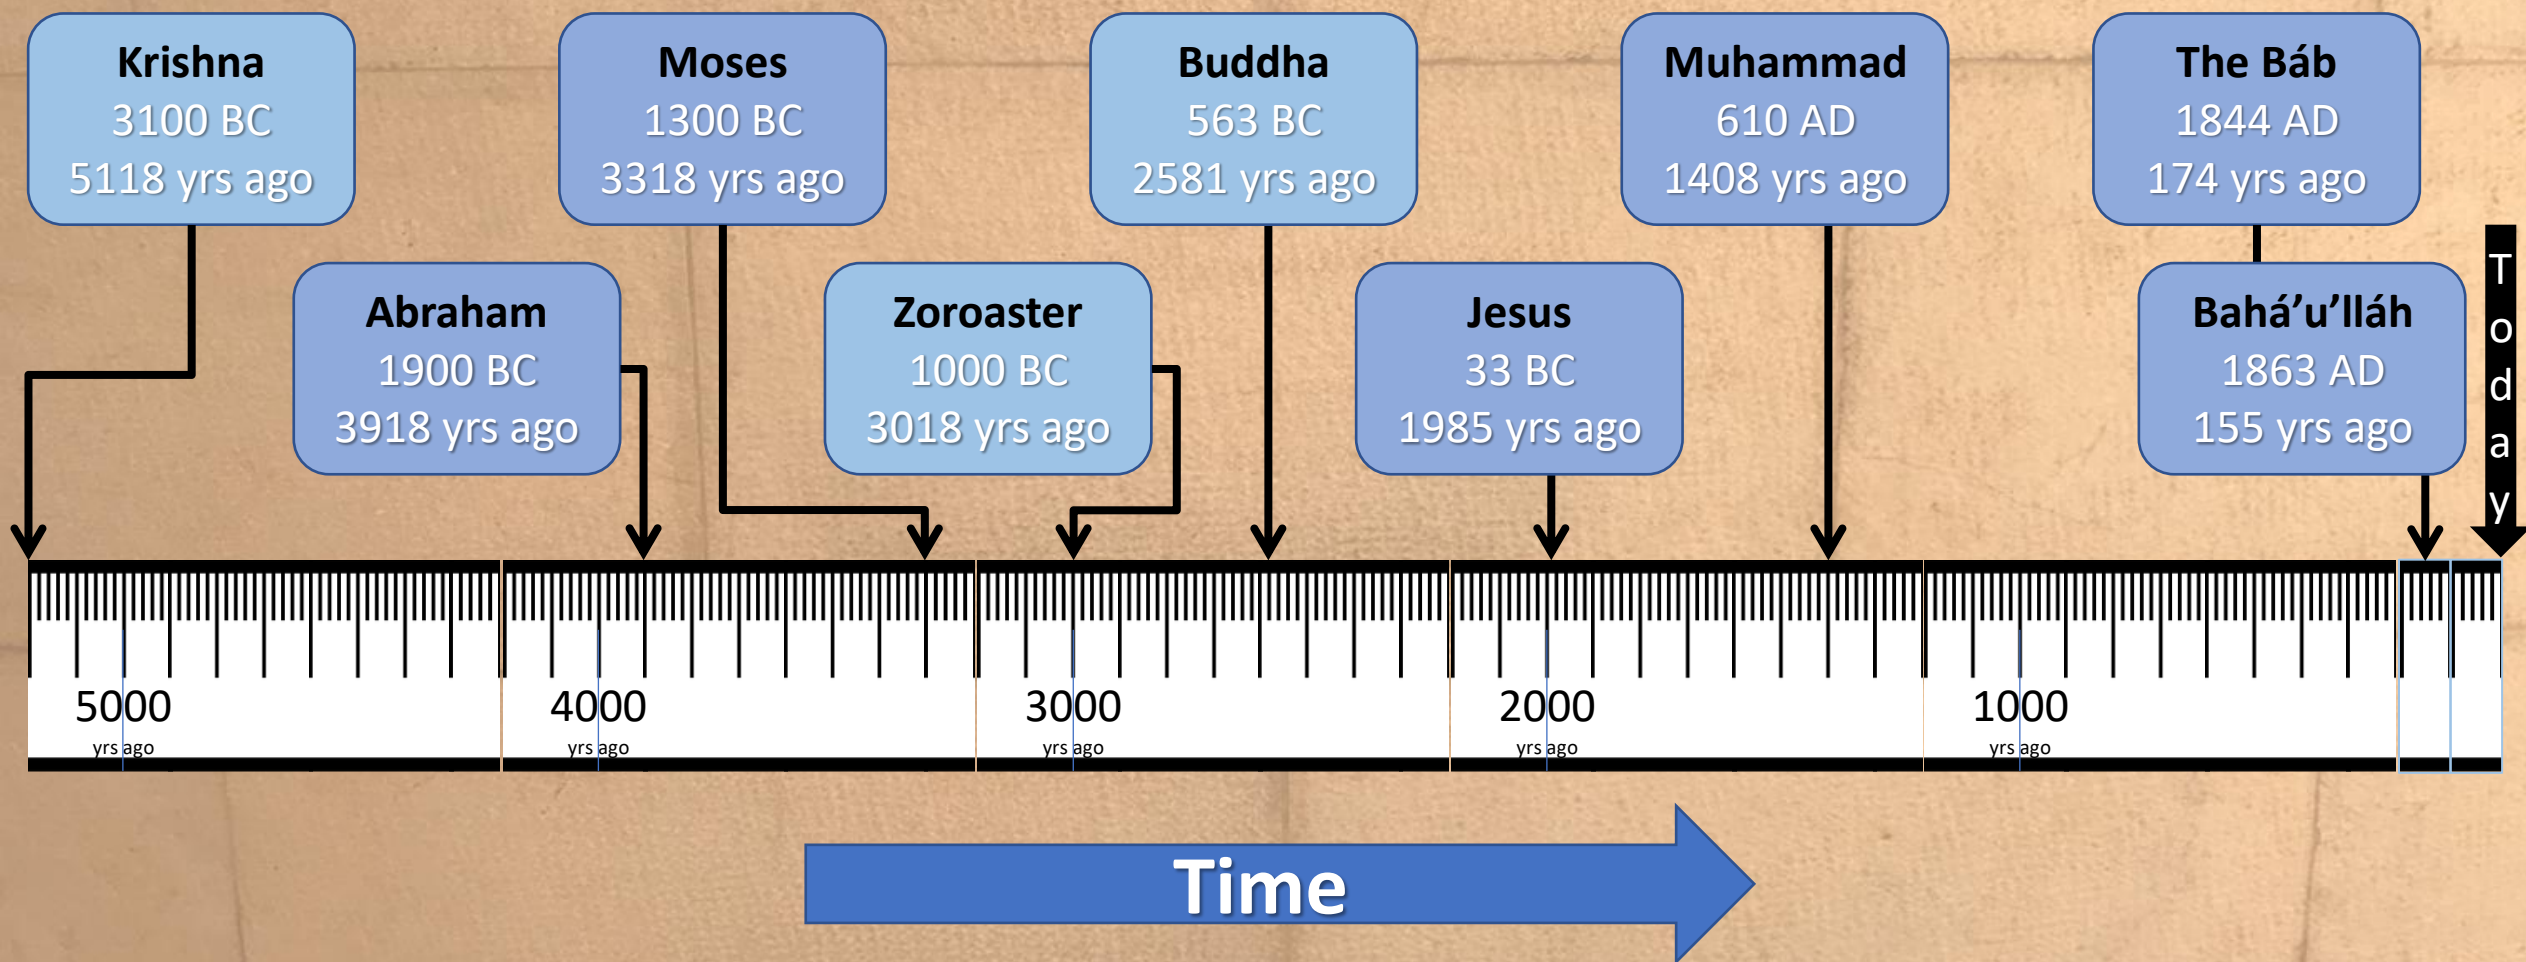 Krishna
3100 BC
5118 yrs ago
Moses
1300 BC
3318 yrs ago
Buddha
563 BC
2581 yrs ago
Muhammad
610 AD
1408 yrs ago
The Báb
1844 AD
174 yrs ago
Abraham
1900 BC
3918 yrs ago
Zoroaster
1000 BC
3018 yrs ago
Jesus
33 BC
1985 yrs ago
Bahá’u’lláh
1863 AD
155 yrs ago
Today
5000
yrs ago
4000
yrs ago
3000
yrs ago
2000
yrs ago
1000
yrs ago
Time